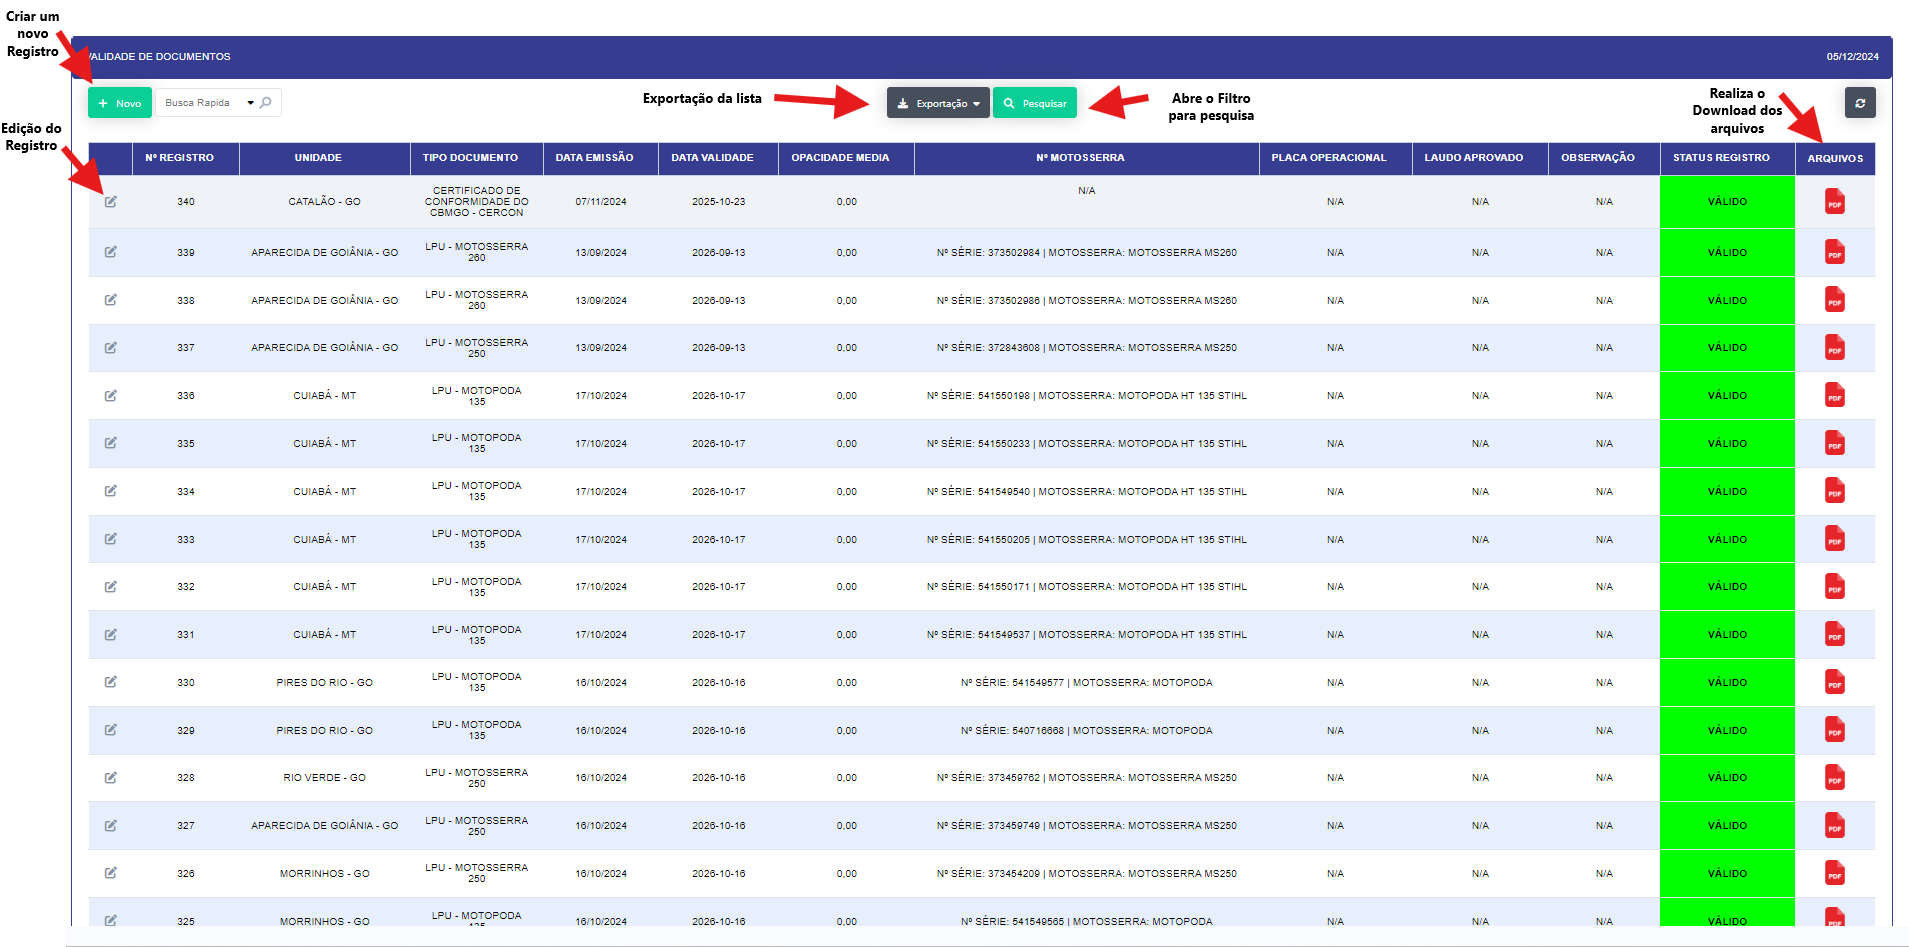 Criar um
novo
Registro
VALIDADE DE DOCUMENTOS 05/12/2024
Novo Busca Rapida Exportação da lista Exportação Pesquisar Abre o Filtro
para pesquisa
Realiza o
Download dos
arquivos
Edição do
Registro
Nº REGISTRO UNIDADE TIPO DOCUMENTO DATA EMISSÃO DATA VALIDADE OPACIDADE MEDIA Nº MOTOSSERRA PLACA OPERACIONAL LAUDO APROVADO OBSERVAÇÃO STATUS REGISTRO ARQUIVOS
340 CATALÃO - GO CERTIFICADO DE
CONFORMIDADE DO
CBMGO - CERCON 07/11/2024 2025-10-23 0,00 N/A N/A N/A N/A VÁLIDO PDF
339 APARECIDA DE GOIÂNIA - GO LPU - MOTOSSERRA
260 13/09/2024 2026-09-13 0,00 Nº SÉRIE: 373502984 | MOTOSSERRA: MOTOSSERRA MS260 N/A N/A N/A VÁLIDO PDF
338 APARECIDA DE GOIÂNIA - GO LPU - MOTOSSERRA
260 13/09/2024 2026-09-13 0,00 Nº SÉRIE: 373502986 | MOTOSSERRA: MOTOSSERRA MS260 N/A N/A N/A VÁLIDO PDF
337 APARECIDA DE GOIÂNIA - GO LPU - MOTOSSERRA
250 13/09/2024 2026-09-13 0,00 Nº SÉRIE: 372843608 | MOTOSSERRA: MOTOSSERRA MS250 N/A N/A N/A VÁLIDO PDF
336 CUIABÁ - MT LPU - MOTOPODA
135 17/10/2024 2026-10-17 0,00 Nº SÉRIE: 541550198 | MOTOSSERRA: MOTOPODA HT 135 STIHL N/A N/A N/A VÁLIDO PDF
335 CUIABÁ - MT LPU - MOTOPODA
135 17/10/2024 2026-10-17 0,00 Nº SÉRIE: 541550233 | MOTOSSERRA: MOTOPODA HT 135 STIHL N/A N/A N/A VÁLIDO PDF
334 CUIABÁ - MT LPU - MOTOPODA
135 17/10/2024 2026-10-17 0,00 Nº SÉRIE: 541549540 | MOTOSSERRA: MOTOPODA HT 135 STIHL N/A N/A N/A VÁLIDO PDF
333 CUIABÁ - MT LPU - MOTOPODA
135 17/10/2024 2026-10-17 0,00 Nº SÉRIE: 541550205 | MOTOSSERRA: MOTOPODA HT 135 STIHL N/A N/A N/A VÁLIDO PDF
332 CUIABÁ - MT LPU - MOTOPODA
135 17/10/2024 2026-10-17 0,00 Nº SÉRIE: 541550171 | MOTOSSERRA: MOTOPODA HT 135 STIHL N/A N/A N/A VÁLIDO PDF
331 CUIABÁ - MT LPU - MOTOPODA
135 17/10/2024 2026-10-17 0,00 Nº SÉRIE: 541549537 | MOTOSSERRA: MOTOPODA HT 135 STIHL N/A N/A N/A VÁLIDO PDF
330 PIRES DO RIO - GO LPU - MOTOPODA
135 16/10/2024 2026-10-16 0,00 Nº SÉRIE: 541549577 | MOTOSSERRA: MOTOPODA N/A N/A N/A VÁLIDO PDF
329 PIRES DO RIO - GO LPU - MOTOPODA
135 16/10/2024 2026-10-16 0,00 Nº SÉRIE: 540716668 | MOTOSSERRA: MOTOPODA N/A N/A N/A VÁLIDO PDF
328 RIO VERDE - GO LPU - MOTOSSERRA
250 16/10/2024 2026-10-16 0,00 Nº SÉRIE: 373459762 | MOTOSSERRA: MOTOSSERRA MS250 N/A N/A N/A VÁLIDO PDF
327 APARECIDA DE GOIÂNIA - GO LPU - MOTOSSERRA
250 16/10/2024 2026-10-16 0,00 Nº SÉRIE: 373459749 | MOTOSSERRA: MOTOSSERRA MS250 N/A N/A N/A VÁLIDO PDF
326 MORRINHOS - GO LPU - MOTOSSERRA
250 16/10/2024 2026-10-16 0,00 Nº SÉRIE: 373454209 | MOTOSSERRA: MOTOSSERRA MS250 N/A N/A N/A VÁLIDO PDF
325 MORRINHOS - GO LPU - MOTOPODA
135 16/10/2024 2026-10-16 0,00 Nº SÉRIE: 541549565 | MOTOSSERRA: MOTOPODA N/A N/A N/A VÁLIDO PDF